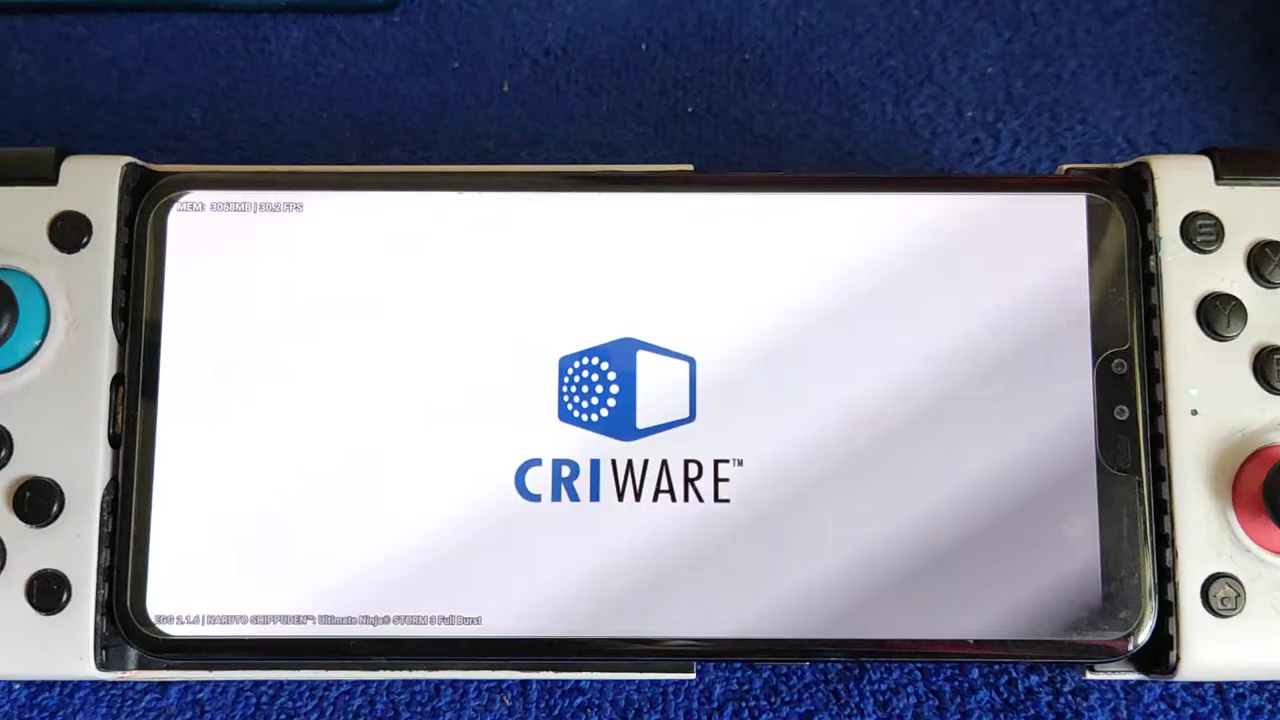 MEM: 3068MB | 30.2 FPS
CRIWARE™
EGG 2.1.6 | NARUTO SHIPPUDEN™: Ultimate Ninja® STORM 3 Full Burst
X
Y